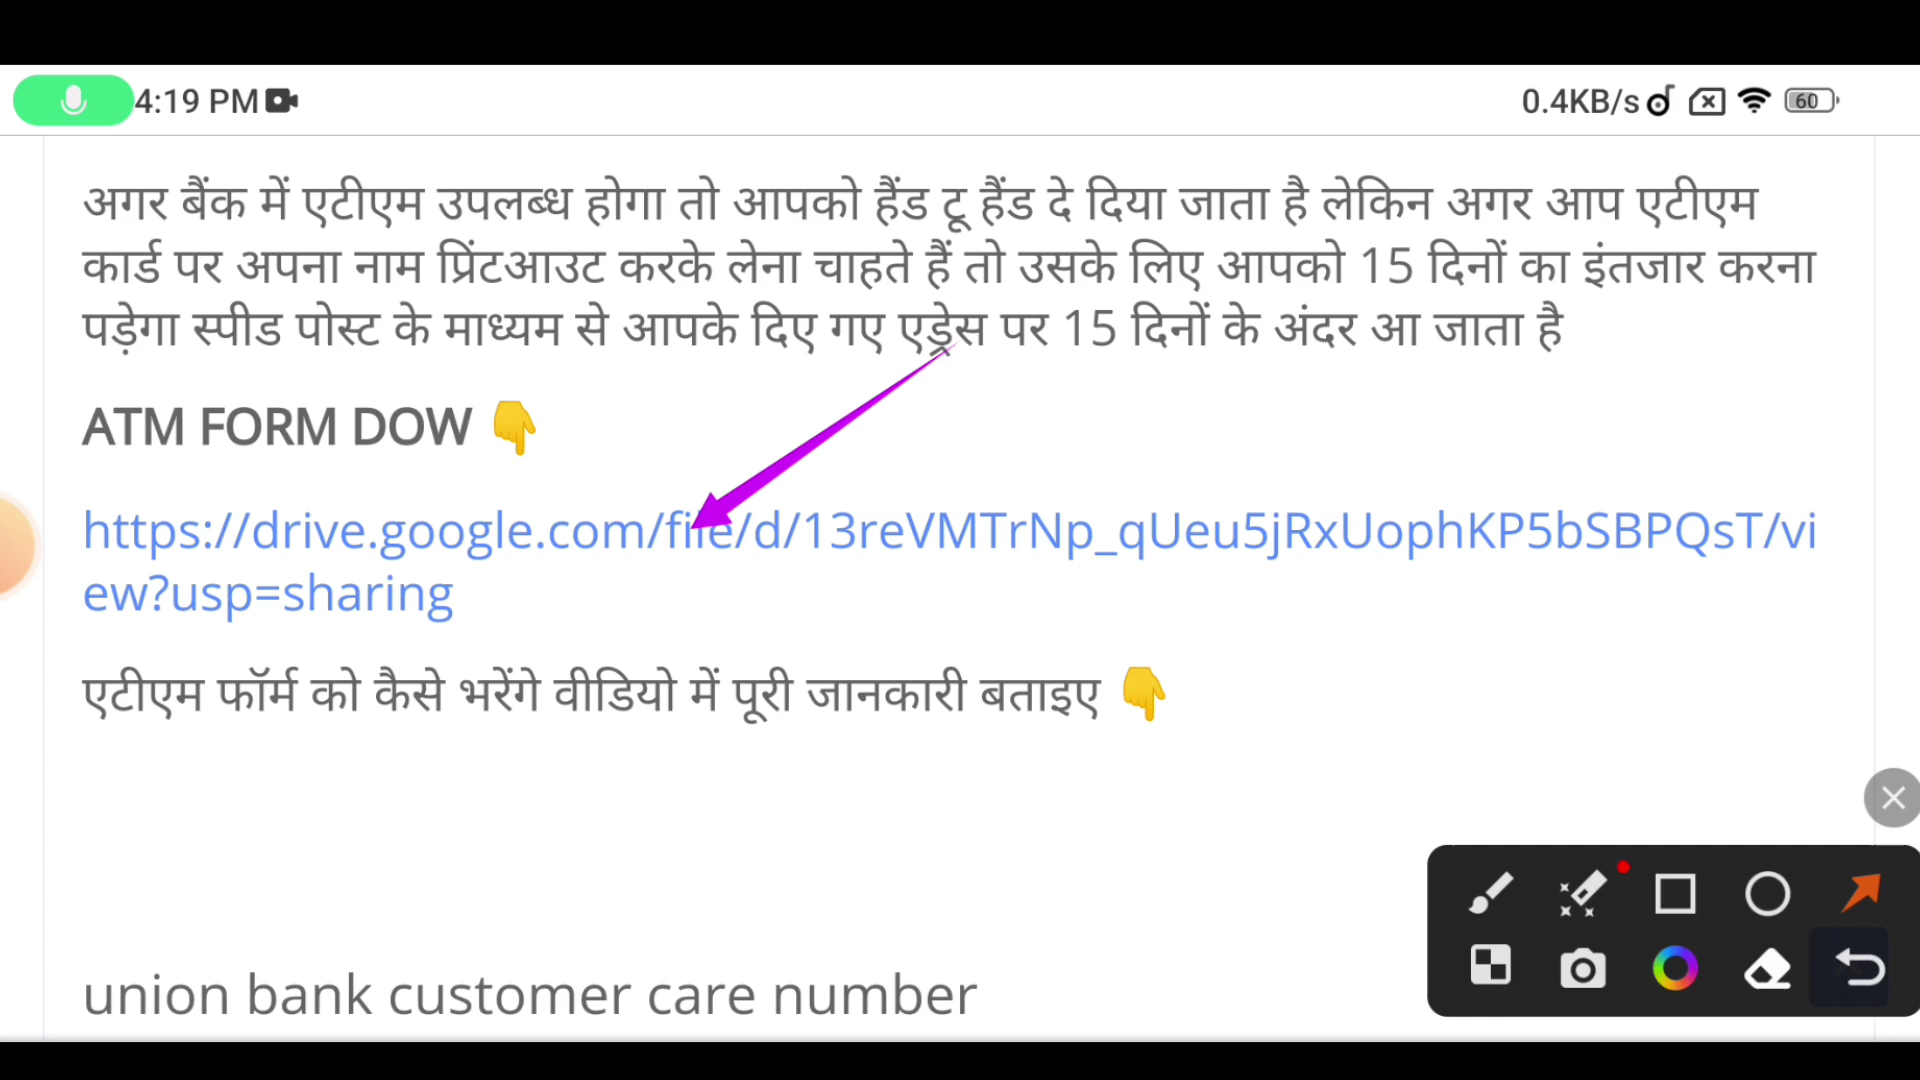 4:19 PM
0.4KB/s
60
अगर बैंक में एटीएम उपलब्ध होगा तो आपको हैंड टू हैंड दे दिया जाता है लेकिन अगर आप एटीएम
कार्ड पर अपना नाम प्रिंटआउट करके लेना चाहते हैं तो उसके लिए आपको 15 दिनों का इंतजार करना
पड़ेगा स्पीड पोस्ट के माध्यम से आपके दिए गए एड्रेस पर 15 दिनों के अंदर आ जाता है
ATM FORM DOW 👇
https://drive.google.com/file/d/13reVMTrNp_qUeu5jRxUophKP5bSBPQsT/vi
ew?usp=sharing
एटीएम फॉर्म को कैसे भरेंगे वीडियो में पूरी जानकारी बताइए 👇
union bank customer care number